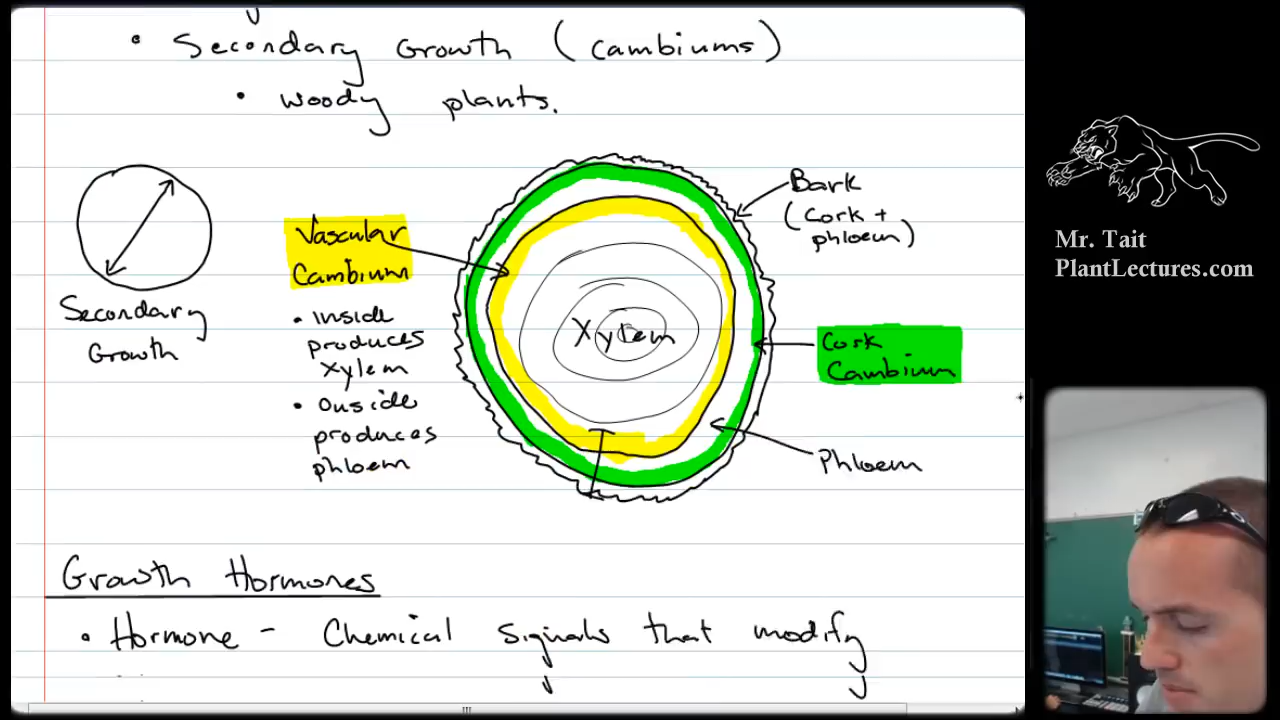 • Secondary Growth (cambiums)
• woody plants.
Secondary
Growth
Vascular
Cambium
• inside
produces
xylem
• Ouside
produces
phloem
Xylem
Bark
(Cork +
phloem)
Cork
Cambium
Phloem
Growth Hormones
• Hormone - Chemical signals that modify
Mr. Tait
PlantLectures.com